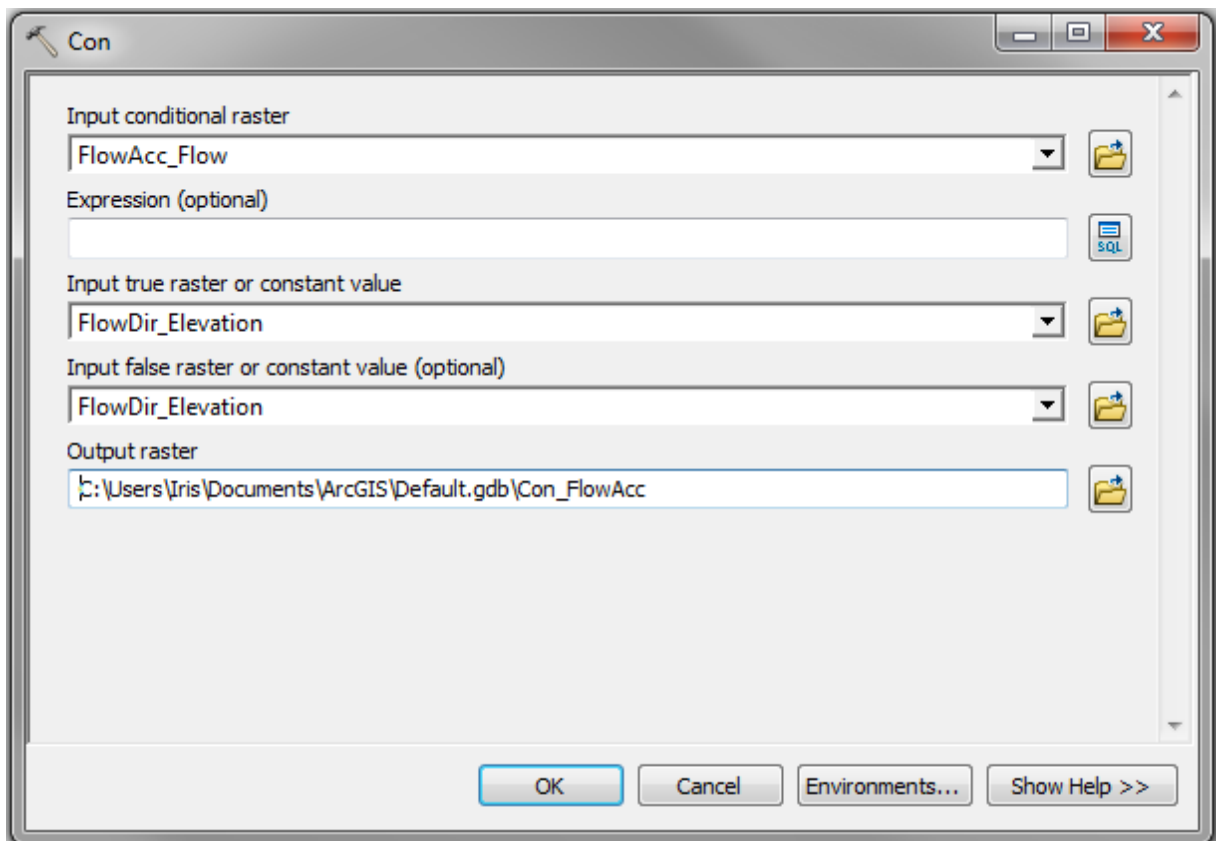 Con
Input conditional raster
FlowAcc_Flow
Expression (optional)
SQL
Input true raster or constant value
FlowDir_Elevation
Input false raster or constant value (optional)
FlowDir_Elevation
Output raster
C:\Users\Iris\Documents\ArcGIS\Default.gdb\Con_FlowAcc
OK Cancel Environments... Show Help >>